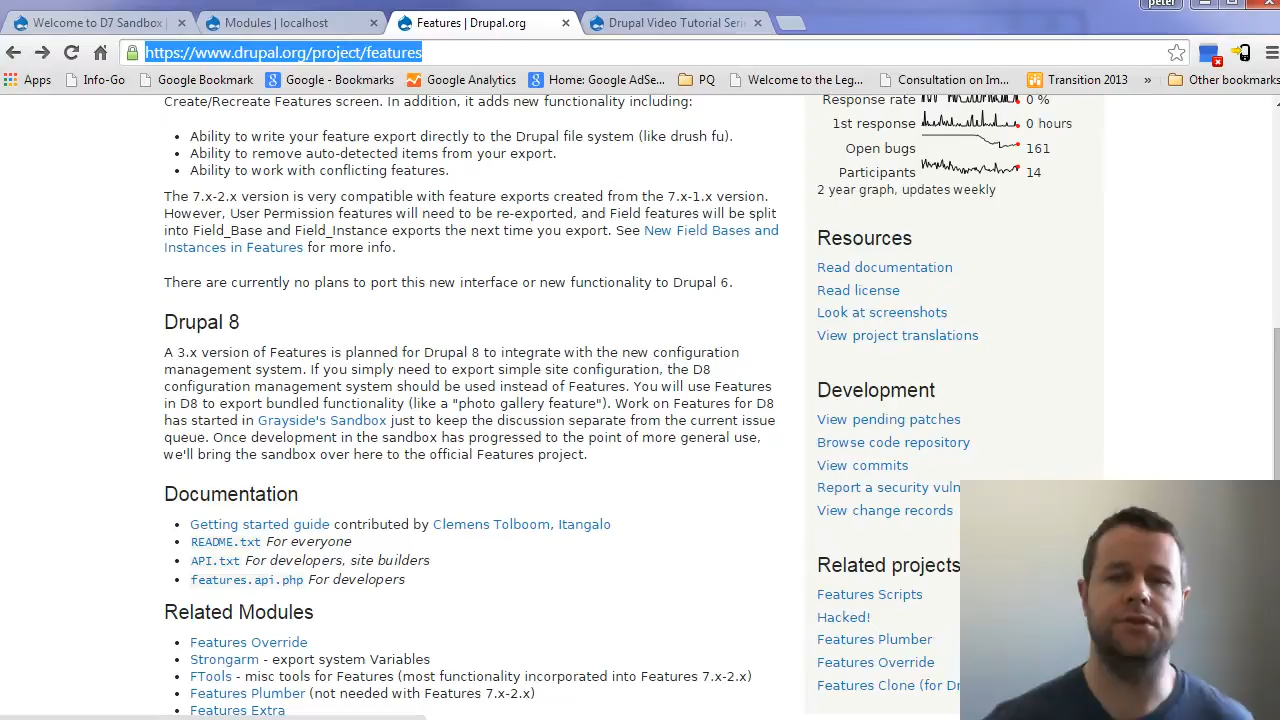 peter
Welcome to D7 Sandbox
Modules | localhost
Features | Drupal.org
Drupal Video Tutorial Seri
https://www.drupal.org/project/features
Apps
Info-Go
Google Bookmark
Google - Bookmarks
Google Analytics
Home: Google AdSe...
PQ
Welcome to the Leg...
Consultation on Im...
Transition 2013
»
Other bookmarks
Create/Recreate Features screen. In addition, it adds new functionality including:
• Ability to write your feature export directly to the Drupal file system (like drush fu).
• Ability to remove auto-detected items from your export.
• Ability to work with conflicting features.
The 7.x-2.x version is very compatible with feature exports created from the 7.x-1.x version.
However, User Permission features will need to be re-exported, and Field features will be split
into Field_Base and Field_Instance exports the next time you export. See New Field Bases and
Instances in Features for more info.
There are currently no plans to port this new interface or new functionality to Drupal 6.
Drupal 8
A 3.x version of Features is planned for Drupal 8 to integrate with the new configuration
management system. If you simply need to export simple site configuration, the D8
configuration management system should be used instead of Features. You will use Features
in D8 to export bundled functionality (like a "photo gallery feature"). Work on Features for D8
has started in Grayside's Sandbox just to keep the discussion separate from the current issue
queue. Once development in the sandbox has progressed to the point of more general use,
we'll bring the sandbox over here to the official Features project.
Documentation
• Getting started guide contributed by Clemens Tolboom, Itangalo
• README.txt For everyone
• API.txt For developers, site builders
• features.api.php For developers
Related Modules
• Features Override
• Strongarm - export system Variables
• FTools - misc tools for Features (most functionality incorporated into Features 7.x-2.x)
• Features Plumber (not needed with Features 7.x-2.x)
• Features Extra
Response rate 0 %
1st response 0 hours
Open bugs 161
Participants 14
2 year graph, updates weekly
Resources
Read documentation
Read license
Look at screenshots
View project translations
Development
View pending patches
Browse code repository
View commits
Report a security vuln
View change records
Related projects
Features Scripts
Hacked!
Features Plumber
Features Override
Features Clone (for Dr